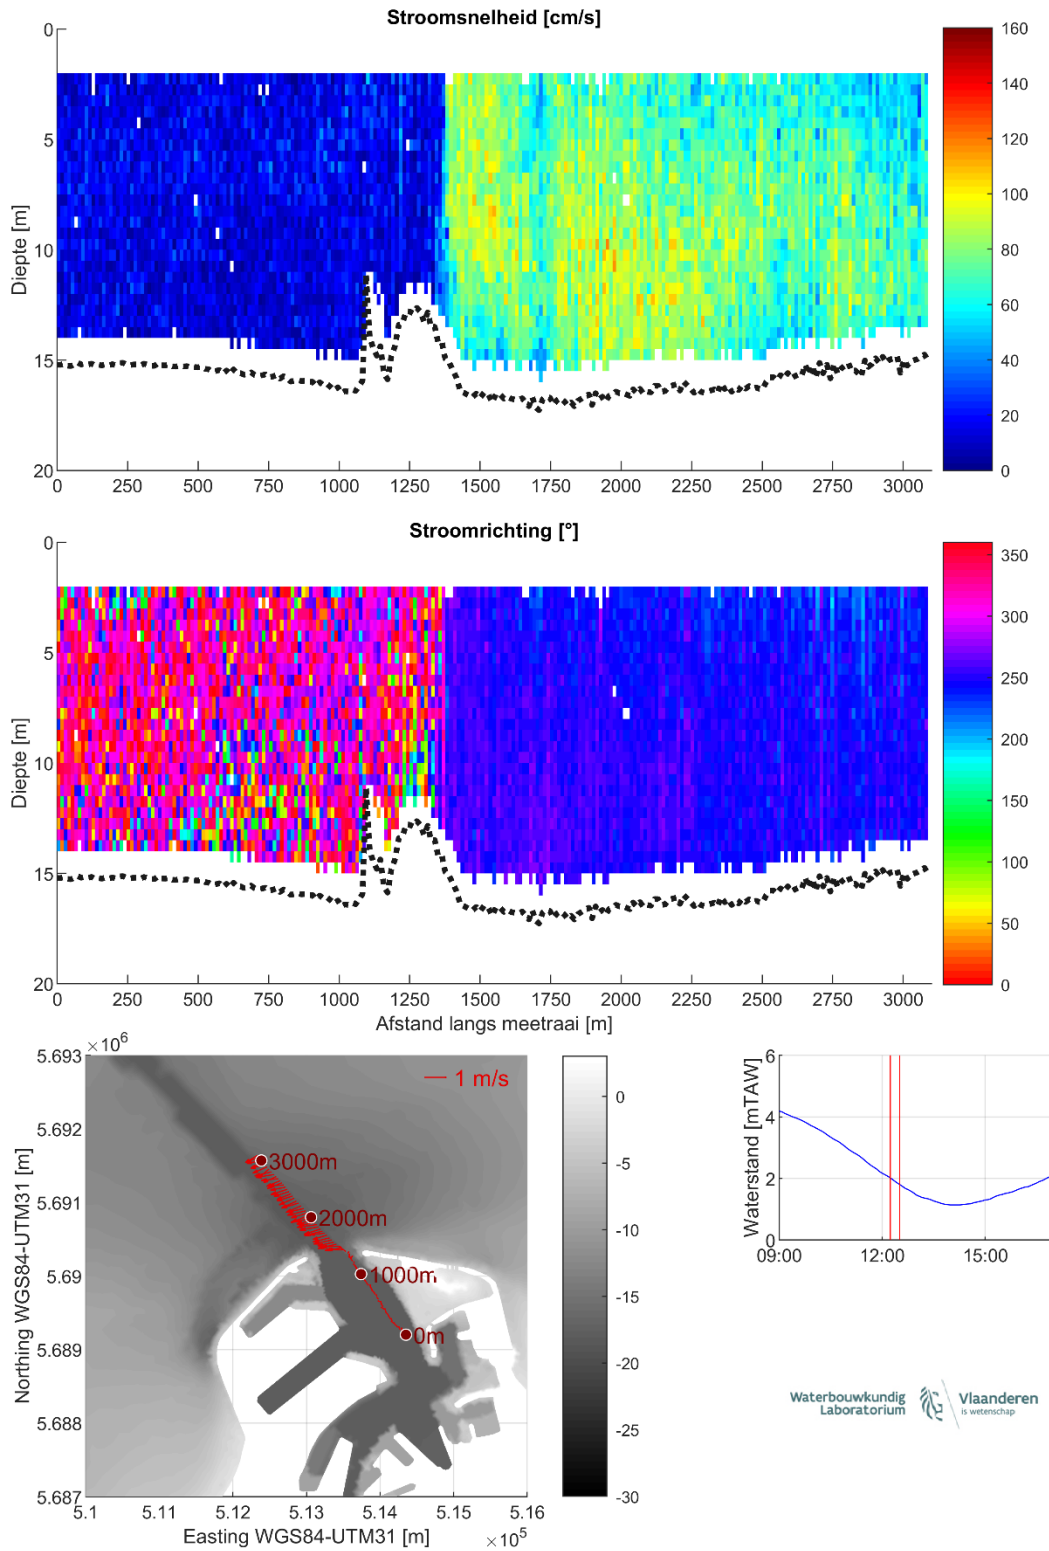 Stroomsnelheid [cm/s]
Diepte [m]
0
5
10
15
20
0 250 500 750 1000 1250 1500 1750 2000 2250 2500 2750 3000
160
140
120
100
80
60
40
20
0
Stroomrichting [°]
Diepte [m]
0
5
10
15
20
0 250 500 750 1000 1250 1500 1750 2000 2250 2500 2750 3000
Afstand langs meetraai [m]
350
300
250
200
150
100
50
0
×10⁶
Northing WGS84-UTM31 [m]
5.693
5.692
5.691
5.69
5.689
5.688
5.687
1 m/s
3000m
2000m
1000m
0m
5.1 5.12 5.13 5.14 5.15 5.16
Easting WGS84-UTM31 [m]
×10⁵
0
-5
-10
-15
-20
-25
-30
Waterstand [mTAW]
6
4
2
0
09:00 12:00 15:00
Waterbouwkundig
Laboratorium
Vlaanderen
is wetenschap